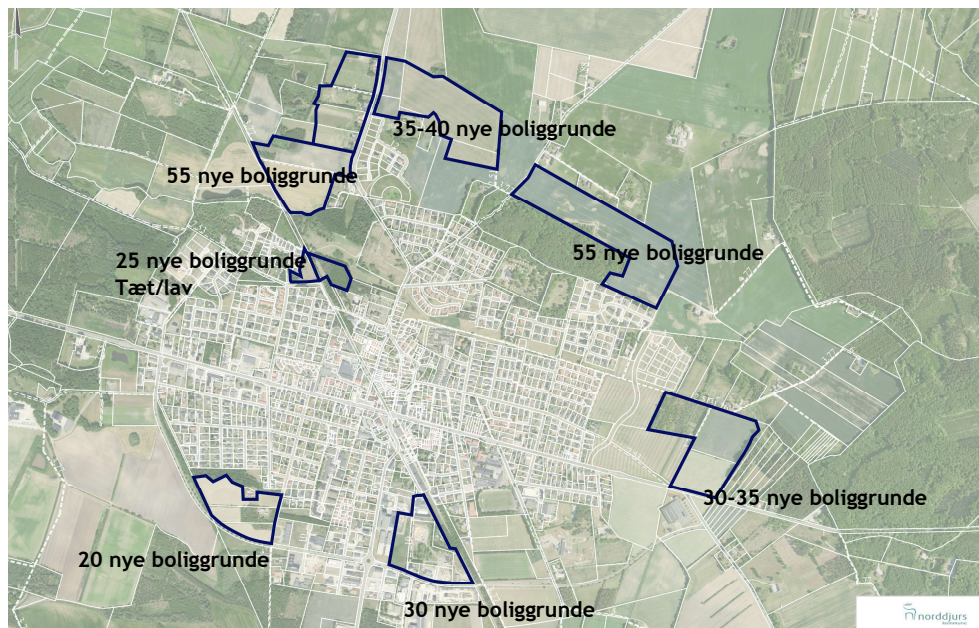 35-40 nye boliggrunde
55 nye boliggrunde
55 nye boliggrunde
25 nye boliggrunde
Tæt/lav
30-35 nye boliggrunde
20 nye boliggrunde
30 nye boliggrunde
norddjurs
kommune